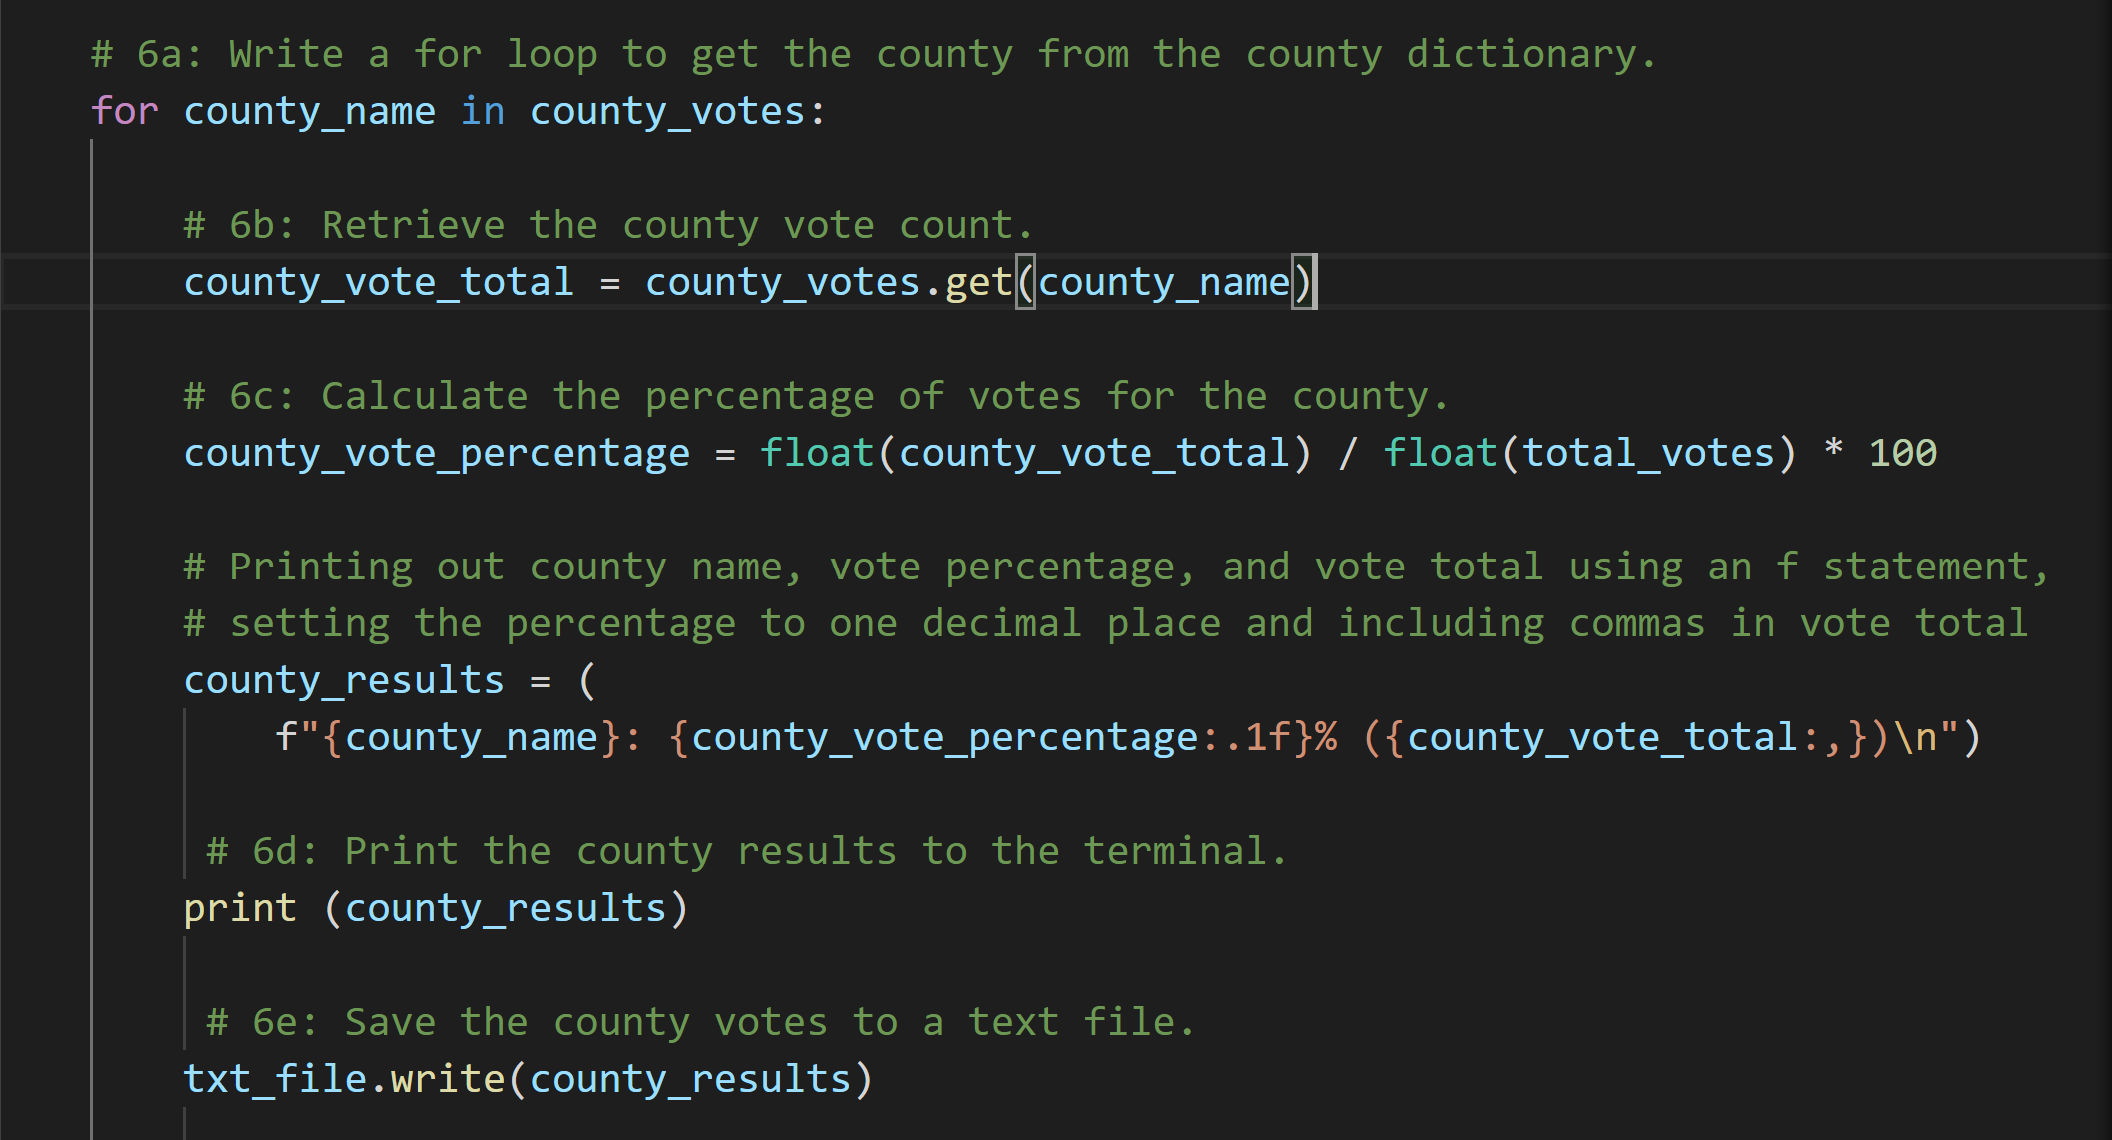 # 6a: Write a for loop to get the county from the county dictionary.
for county_name in county_votes:
# 6b: Retrieve the county vote count.
county_vote_total = county_votes.get(county_name)
# 6c: Calculate the percentage of votes for the county.
county_vote_percentage = float(county_vote_total) / float(total_votes) * 100
# Printing out county name, vote percentage, and vote total using an f statement,
# setting the percentage to one decimal place and including commas in vote total
county_results = (
f"{county_name}: {county_vote_percentage:.1f}% ({county_vote_total:,})\n")
# 6d: Print the county results to the terminal.
print (county_results)
# 6e: Save the county votes to a text file.
txt_file.write(county_results)